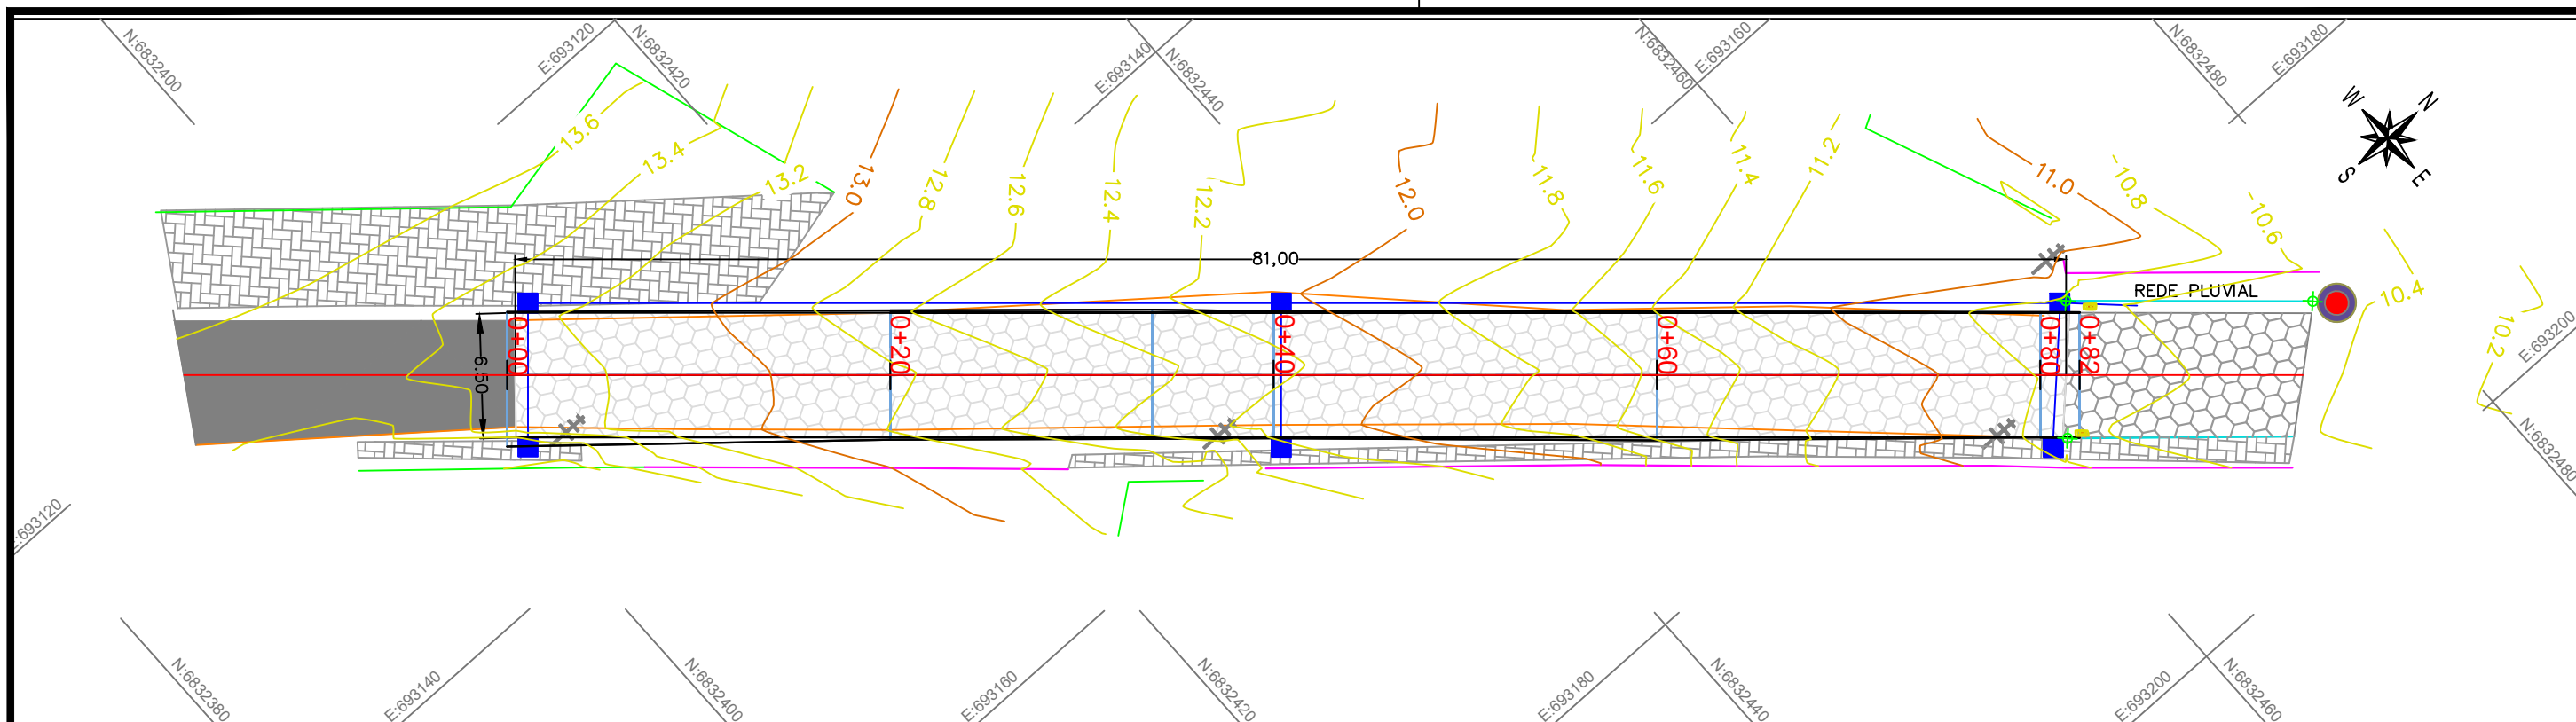 N:6832400
E:693120
N:6832420
E:693140
N:6832440
N:6832460
E:693160
N:6832480
E:693180
W
N
S
E
13.6
13.4
13.2
13.0
12.8
12.6
12.4
12.2
12.0
11.8
11.6
11.4
11.2
11.0
10.8
10.6
10.4
10.2
81,00
REDE PLUVIAL
6.50
0+00
0+20
0+40
0+60
0+80
0+82
E:693200
N:6832480
E:693120
N:6832380
E:693140
N:6832400
E:693160
N:6832420
E:693180
N:6832440
E:693200
N:6832460